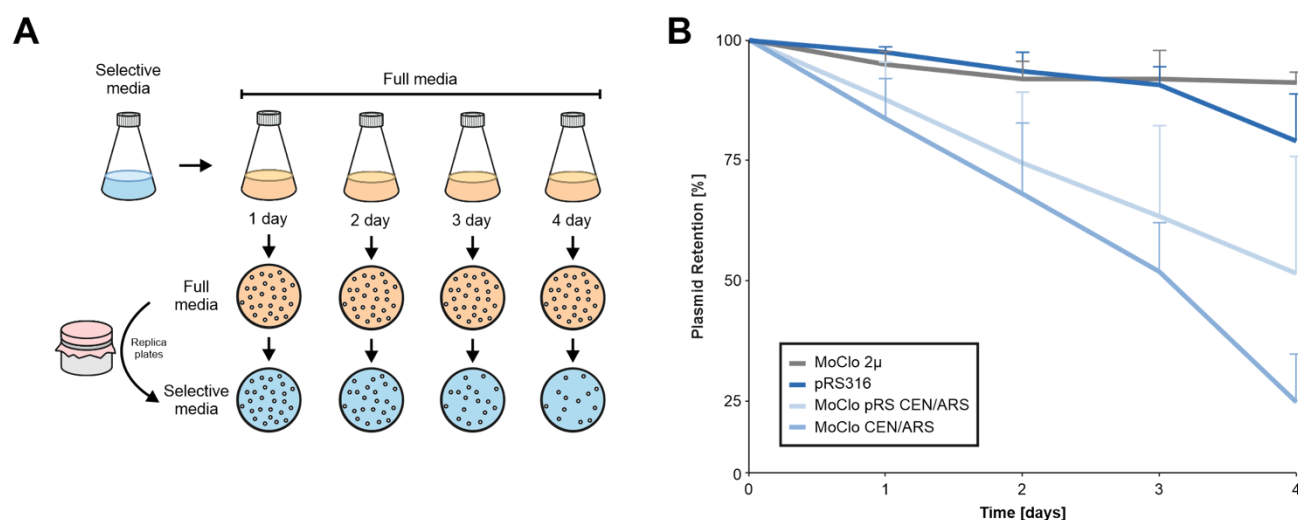 A
Selective
media
Full media
1 day
2 day
3 day
4 day
Full
media
Replica
plates
Selective
media
B
Plasmid Retention [%]
100
75
50
25
0
MoClo 2µ
pRS316
MoClo pRS CEN/ARS
MoClo CEN/ARS
0
1
2
3
4
Time [days]